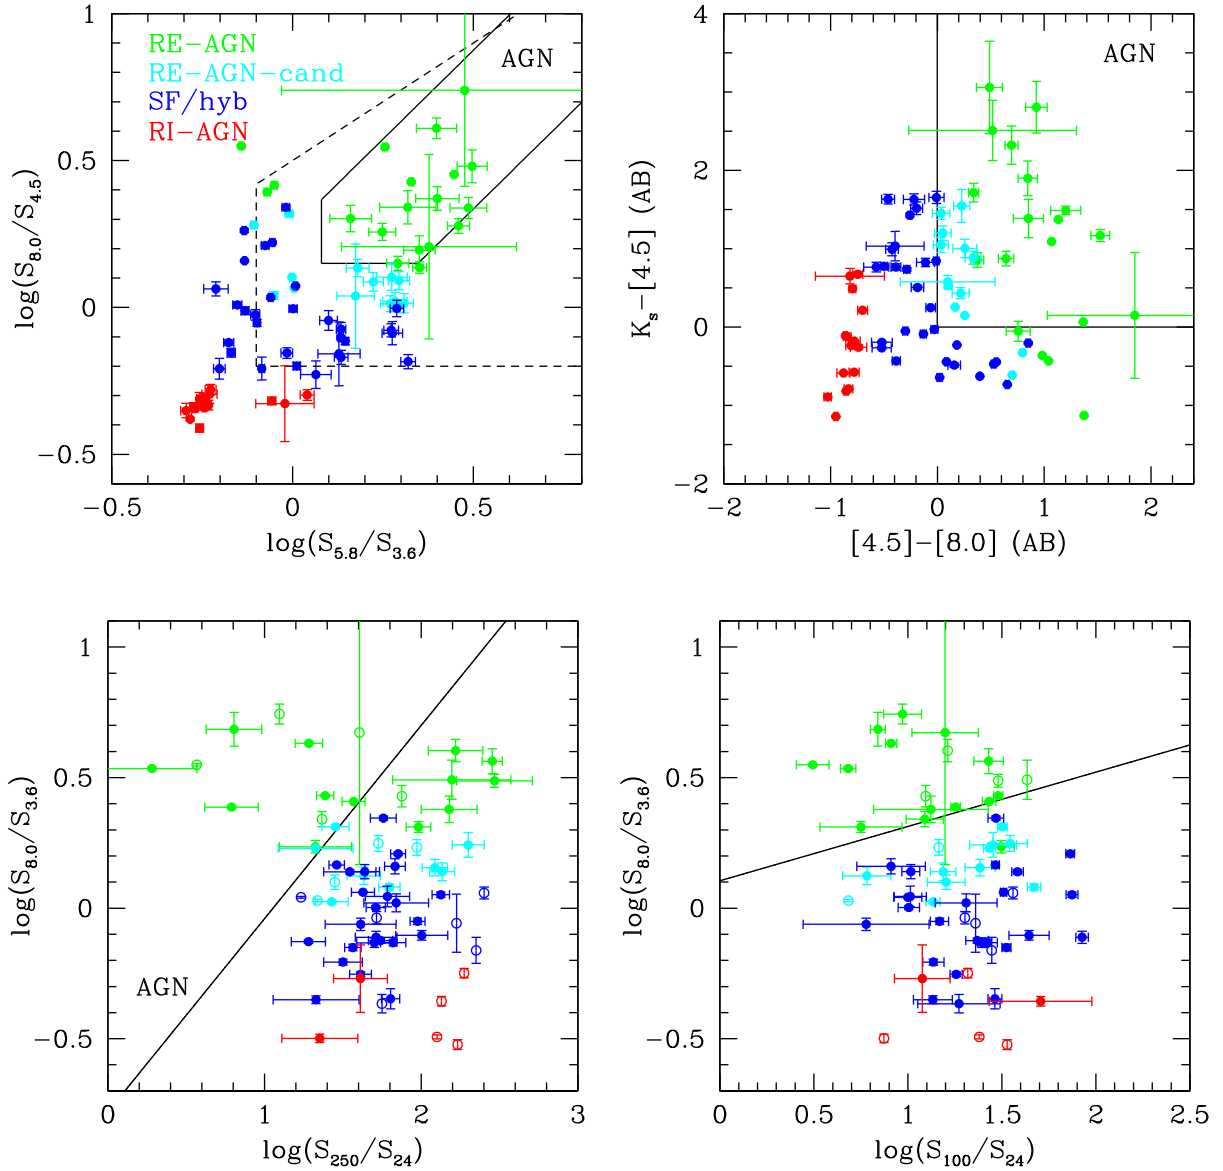 1
0.5
0
−0.5
−0.5
0
0.5
log(S8.0/S4.5)
log(S5.8/S3.6)
RE−AGN
RE−AGN−cand
SF/hyb
RI−AGN
AGN
4
2
0
−2
−2
−1
0
1
2
Ks−[4.5] (AB)
[4.5]−[8.0] (AB)
AGN
1
0.5
0
−0.5
0
1
2
3
log(S8.0/S3.6)
log(S250/S24)
AGN
1
0.5
0
−0.5
0
0.5
1
1.5
2
2.5
log(S8.0/S3.6)
log(S100/S24)